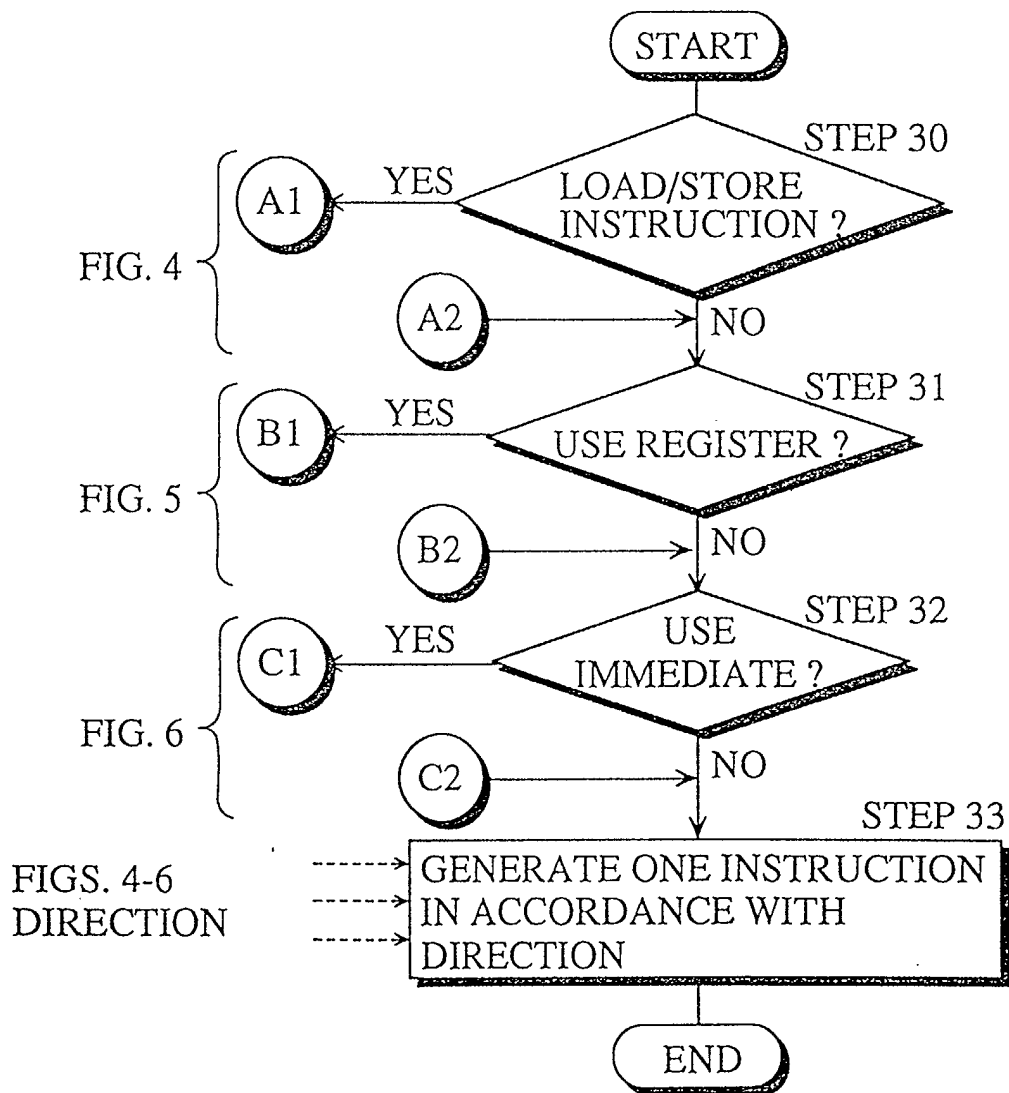 START
STEP 30
LOAD/STORE
INSTRUCTION ?
YES
A1
FIG. 4
A2
NO
STEP 31
USE REGISTER ?
YES
B1
FIG. 5
B2
NO
STEP 32
USE
IMMEDIATE ?
YES
C1
FIG. 6
C2
NO
STEP 33
FIGS. 4-6
DIRECTION
GENERATE ONE INSTRUCTION
IN ACCORDANCE WITH
DIRECTION
END